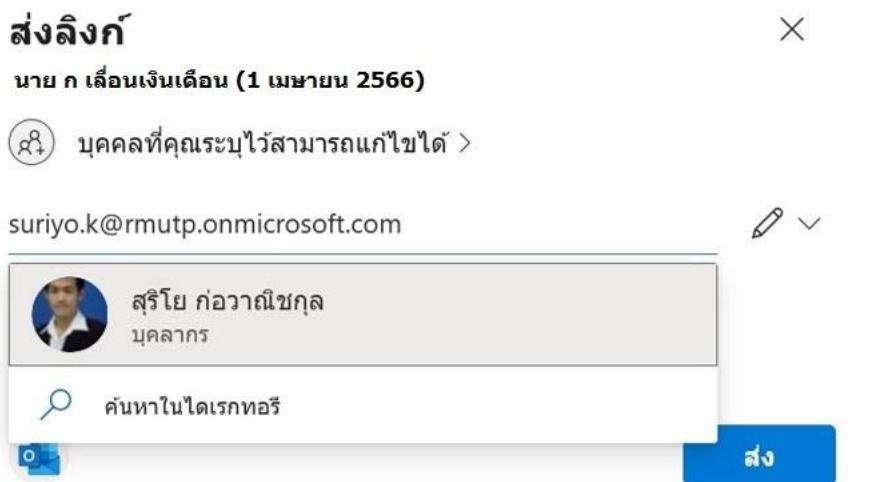 ส่งลิงก์
นาย ก เลื่อนเงินเดือน (1 เมษายน 2566)
บุคคลที่คุณระบุไว้สามารถแก้ไขได้ >
suriyo.k@rmutp.onmicrosoft.com
สุริโย ก่อวาณิชกุล
บุคลากร
ค้นหาในไดเรกทอรี
ส่ง